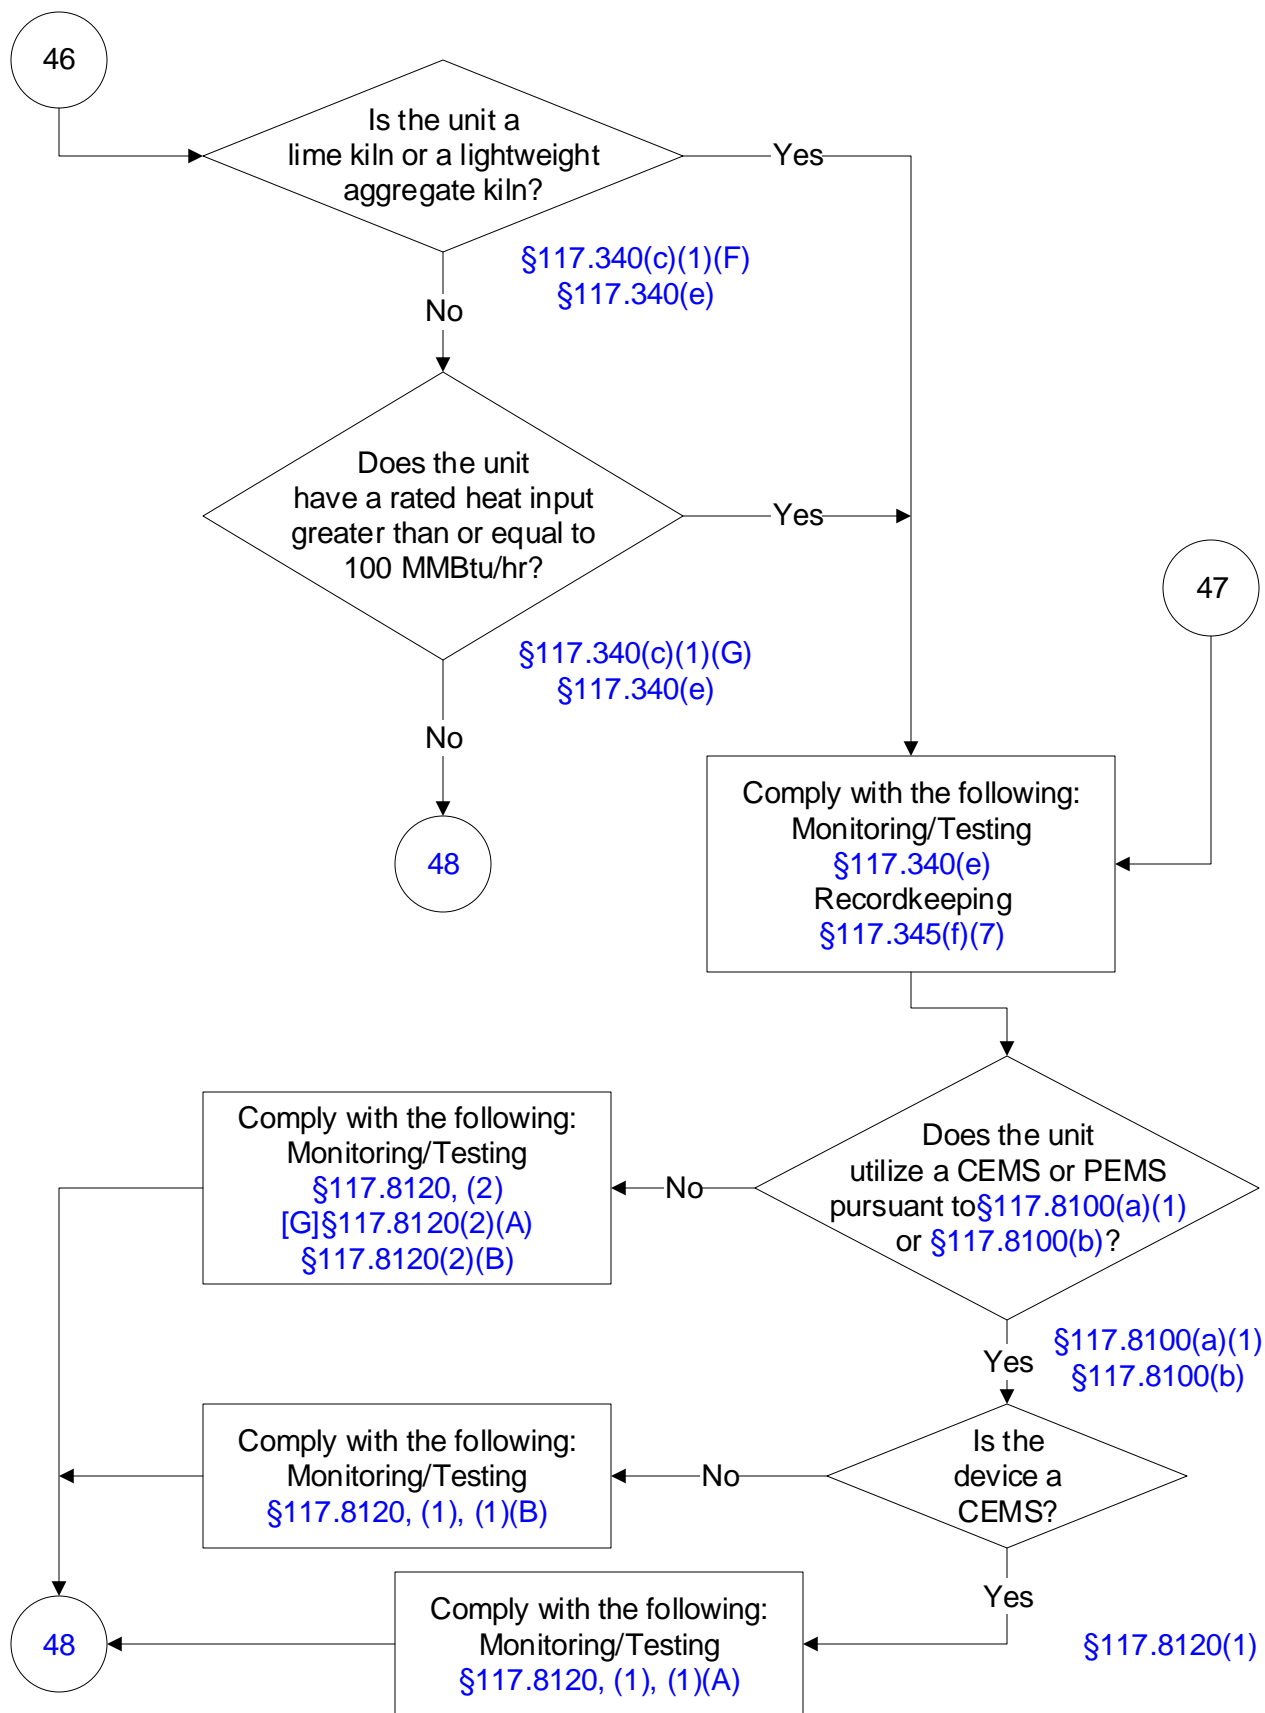 46
Is the unit a
lime kiln or a lightweight
aggregate kiln?
Yes
§117.340(c)(1)(F)
§117.340(e)
No
Does the unit
have a rated heat input
greater than or equal to
100 MMBtu/hr?
Yes
47
§117.340(c)(1)(G)
§117.340(e)
No
48
Comply with the following:
Monitoring/Testing
§117.340(e)
Recordkeeping
§117.345(f)(7)
Does the unit
utilize a CEMS or PEMS
pursuant to§117.8100(a)(1)
or §117.8100(b)?
No
Comply with the following:
Monitoring/Testing
§117.8120, (2)
[G]§117.8120(2)(A)
§117.8120(2)(B)
Yes
§117.8100(a)(1)
§117.8100(b)
Is the
device a
CEMS?
No
Comply with the following:
Monitoring/Testing
§117.8120, (1), (1)(B)
Yes
§117.8120(1)
Comply with the following:
Monitoring/Testing
§117.8120, (1), (1)(A)
48